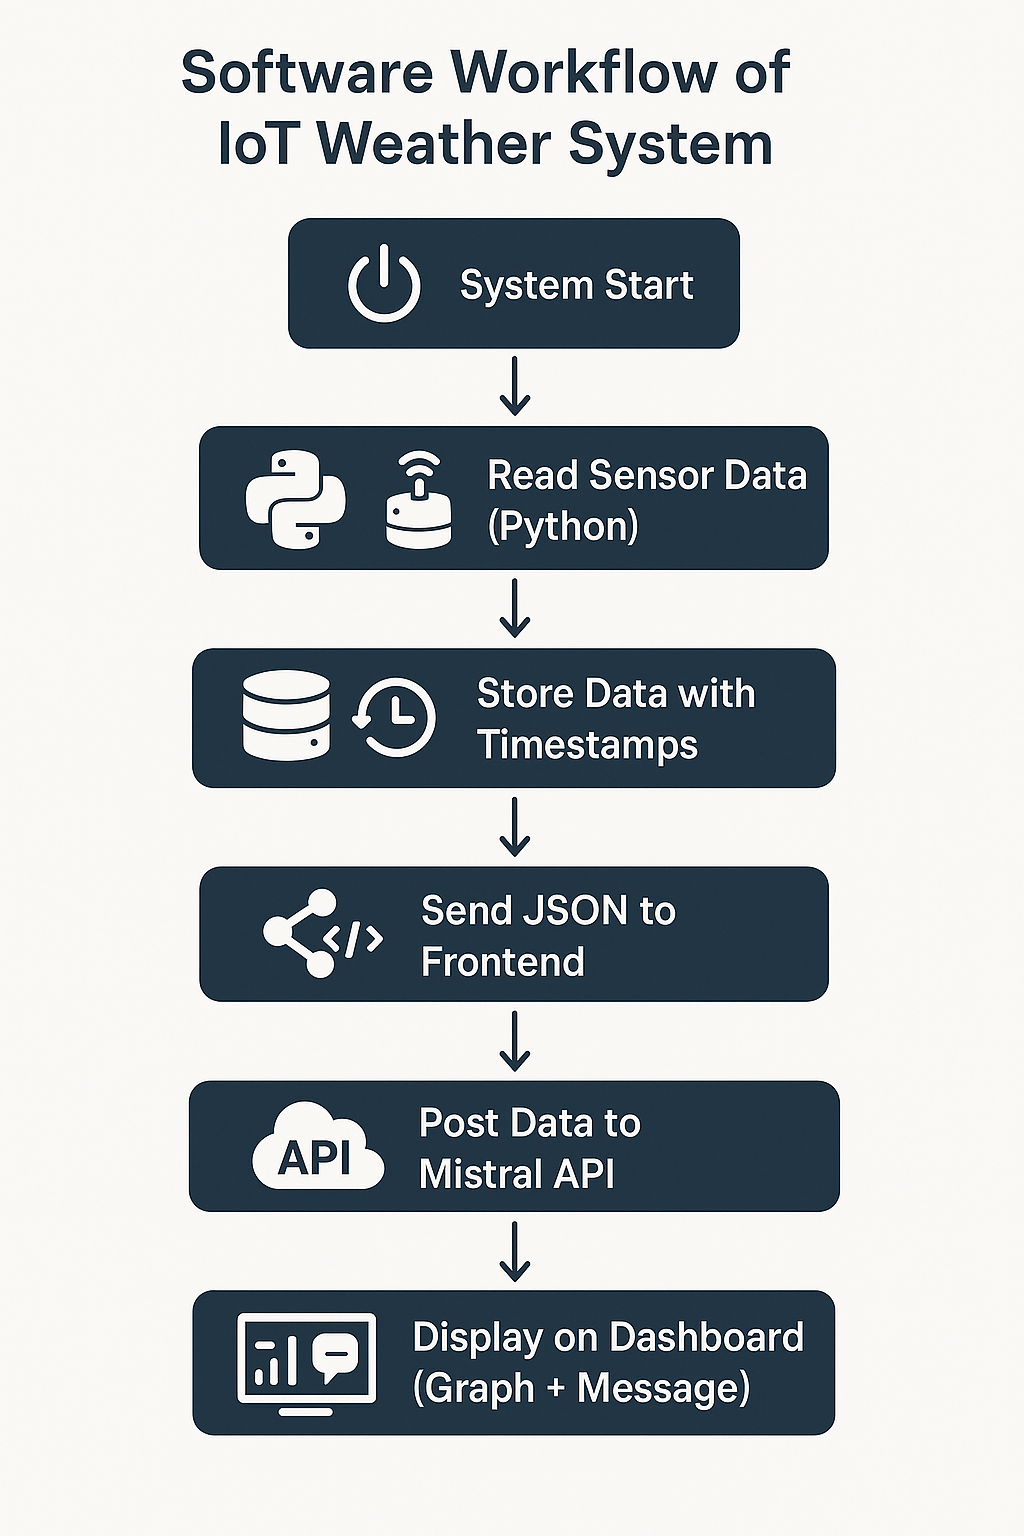 Software Workflow of
IoT Weather System
System Start
Read Sensor Data
(Python)
Store Data with
Timestamps
</>
Send JSON to
Frontend
API
Post Data to
Mistral API
Display on Dashboard
(Graph + Message)